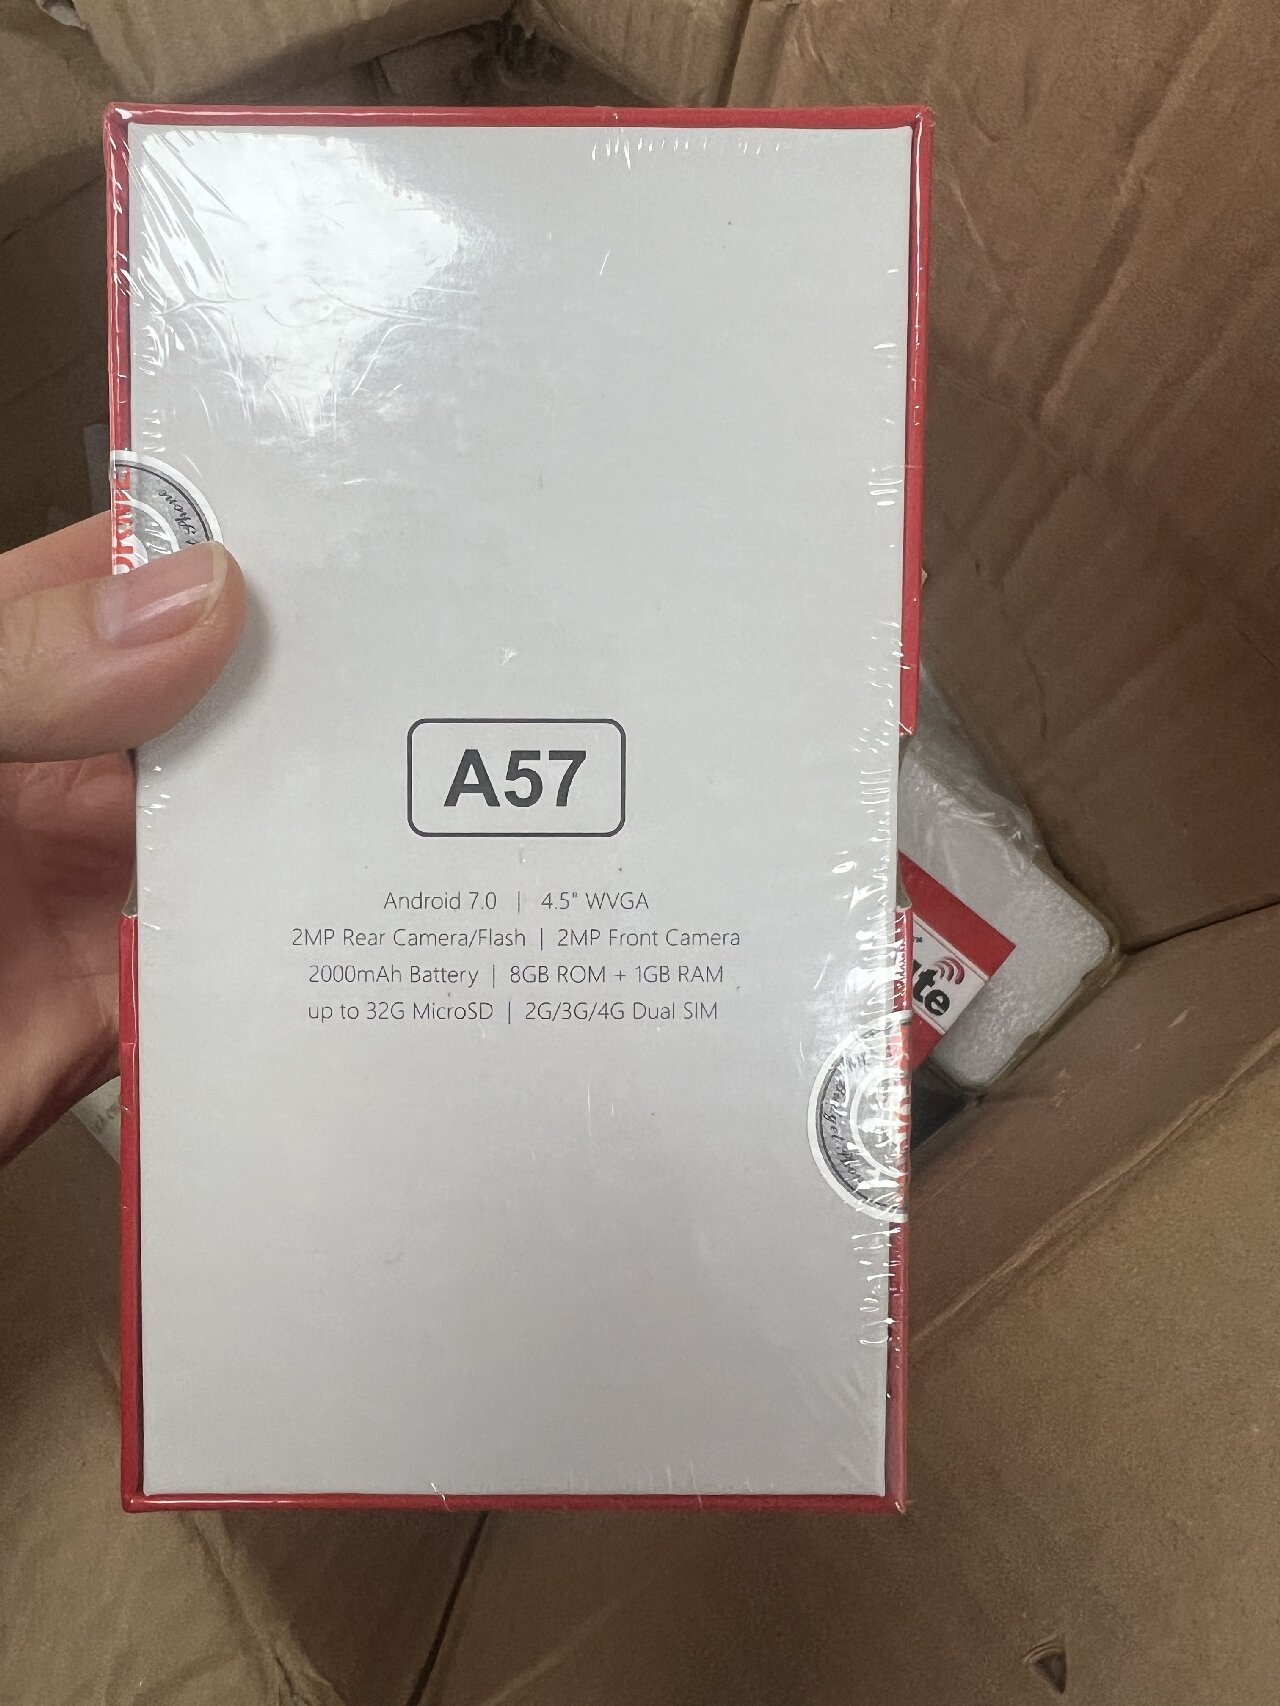 Phone
A57
Android 7.0 | 4.5" WVGA
2MP Rear Camera/Flash | 2MP Front Camera
2000mAh Battery | 8GB ROM + 1GB RAM
up to 32G MicroSD | 2G/3G/4G Dual SIM